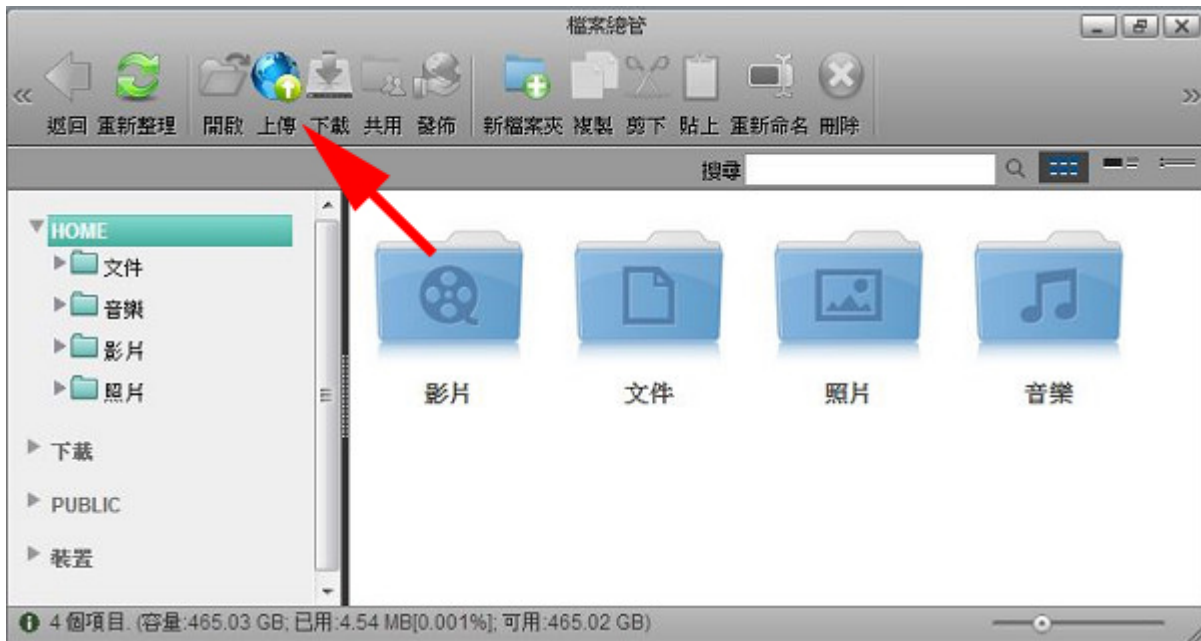 檔案總管
返回 重新整理 開啟 上傳 下載 共用 發佈 新檔案夾 複製 剪下 貼上 重新命名 刪除
搜尋
HOME
文件
音樂
影片
照片
下載
PUBLIC
裝置
影片 文件 照片 音樂
4 個項目. (容量:465.03 GB; 已用:4.54 MB[0.001%]; 可用:465.02 GB)